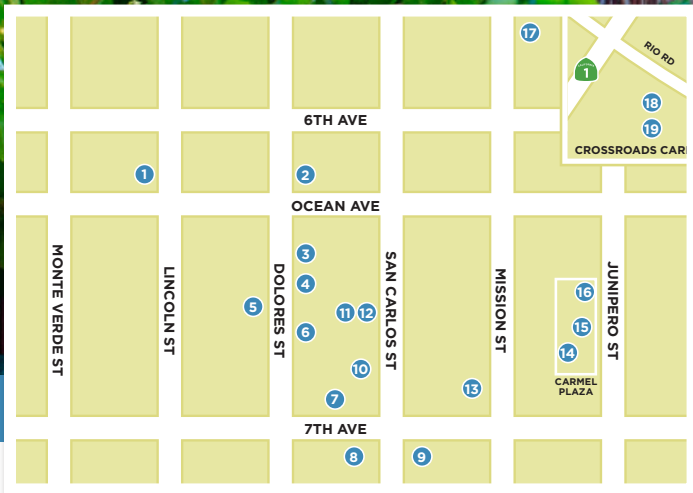 17
RIO RD
1
18
19
6TH AVE
CROSSROADS CAR
1
2
OCEAN AVE
MONTE VERDE ST
LINCOLN ST
DOLORES ST
SAN CARLOS ST
MISSION ST
JUNIPERO ST
3
4
5
11
12
6
10
7
16
15
14
13
CARMEL
PLAZA
7TH AVE
8
9